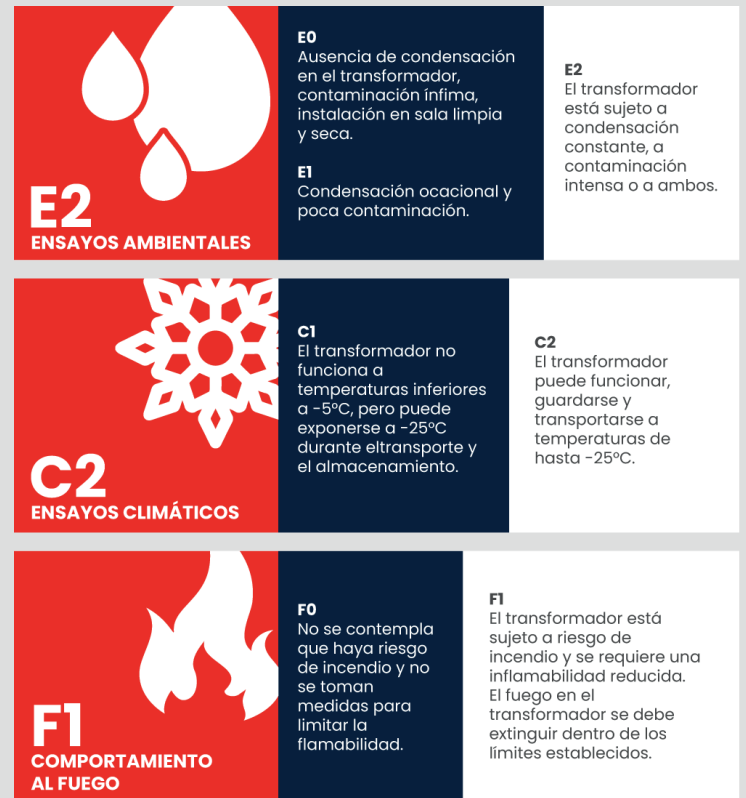 E2
ENSAYOS AMBIENTALES
E0
Ausencia de condensación
en el transformador,
contaminación ínfima,
instalación en sala limpia
y seca.
E1
Condensación ocacional y
poca contaminación.
E2
El transformador
está sujeto a
condensación
constante, a
contaminación
intensa o a ambos.
C2
ENSAYOS CLIMÁTICOS
C1
El transformador no
funciona a
temperaturas inferiores
a -5ºC, pero puede
exponerse a -25ºC
durante eltransporte y
el almacenamiento.
C2
El transformador
puede funcionar,
guardarse y
transportarse a
temperaturas de
hasta -25ºC.
F1
COMPORTAMIENTO
AL FUEGO
F0
No se contempla
que haya riesgo
de incendio y no
se toman
medidas para
limitar la
flamabilidad.
F1
El transformador está
sujeto a riesgo de
incendio y se requiere una
inflamabilidad reducida.
El fuego en el
transformador se debe
extinguir dentro de los
límites establecidos.